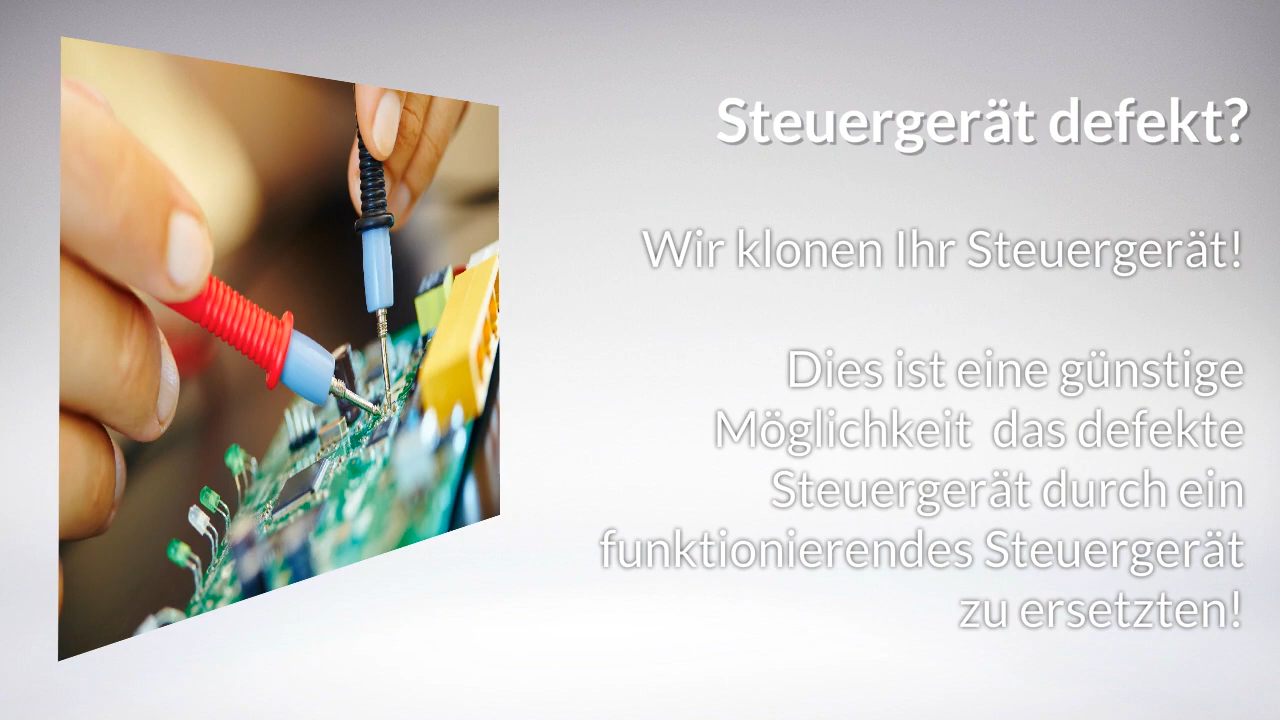 Steuergerät defekt?
Wir klonen Ihr Steuergerät!
Dies ist eine günstige
Möglichkeit  das defekte
Steuergerät durch ein
funktionierendes Steuergerät
zu ersetzten!